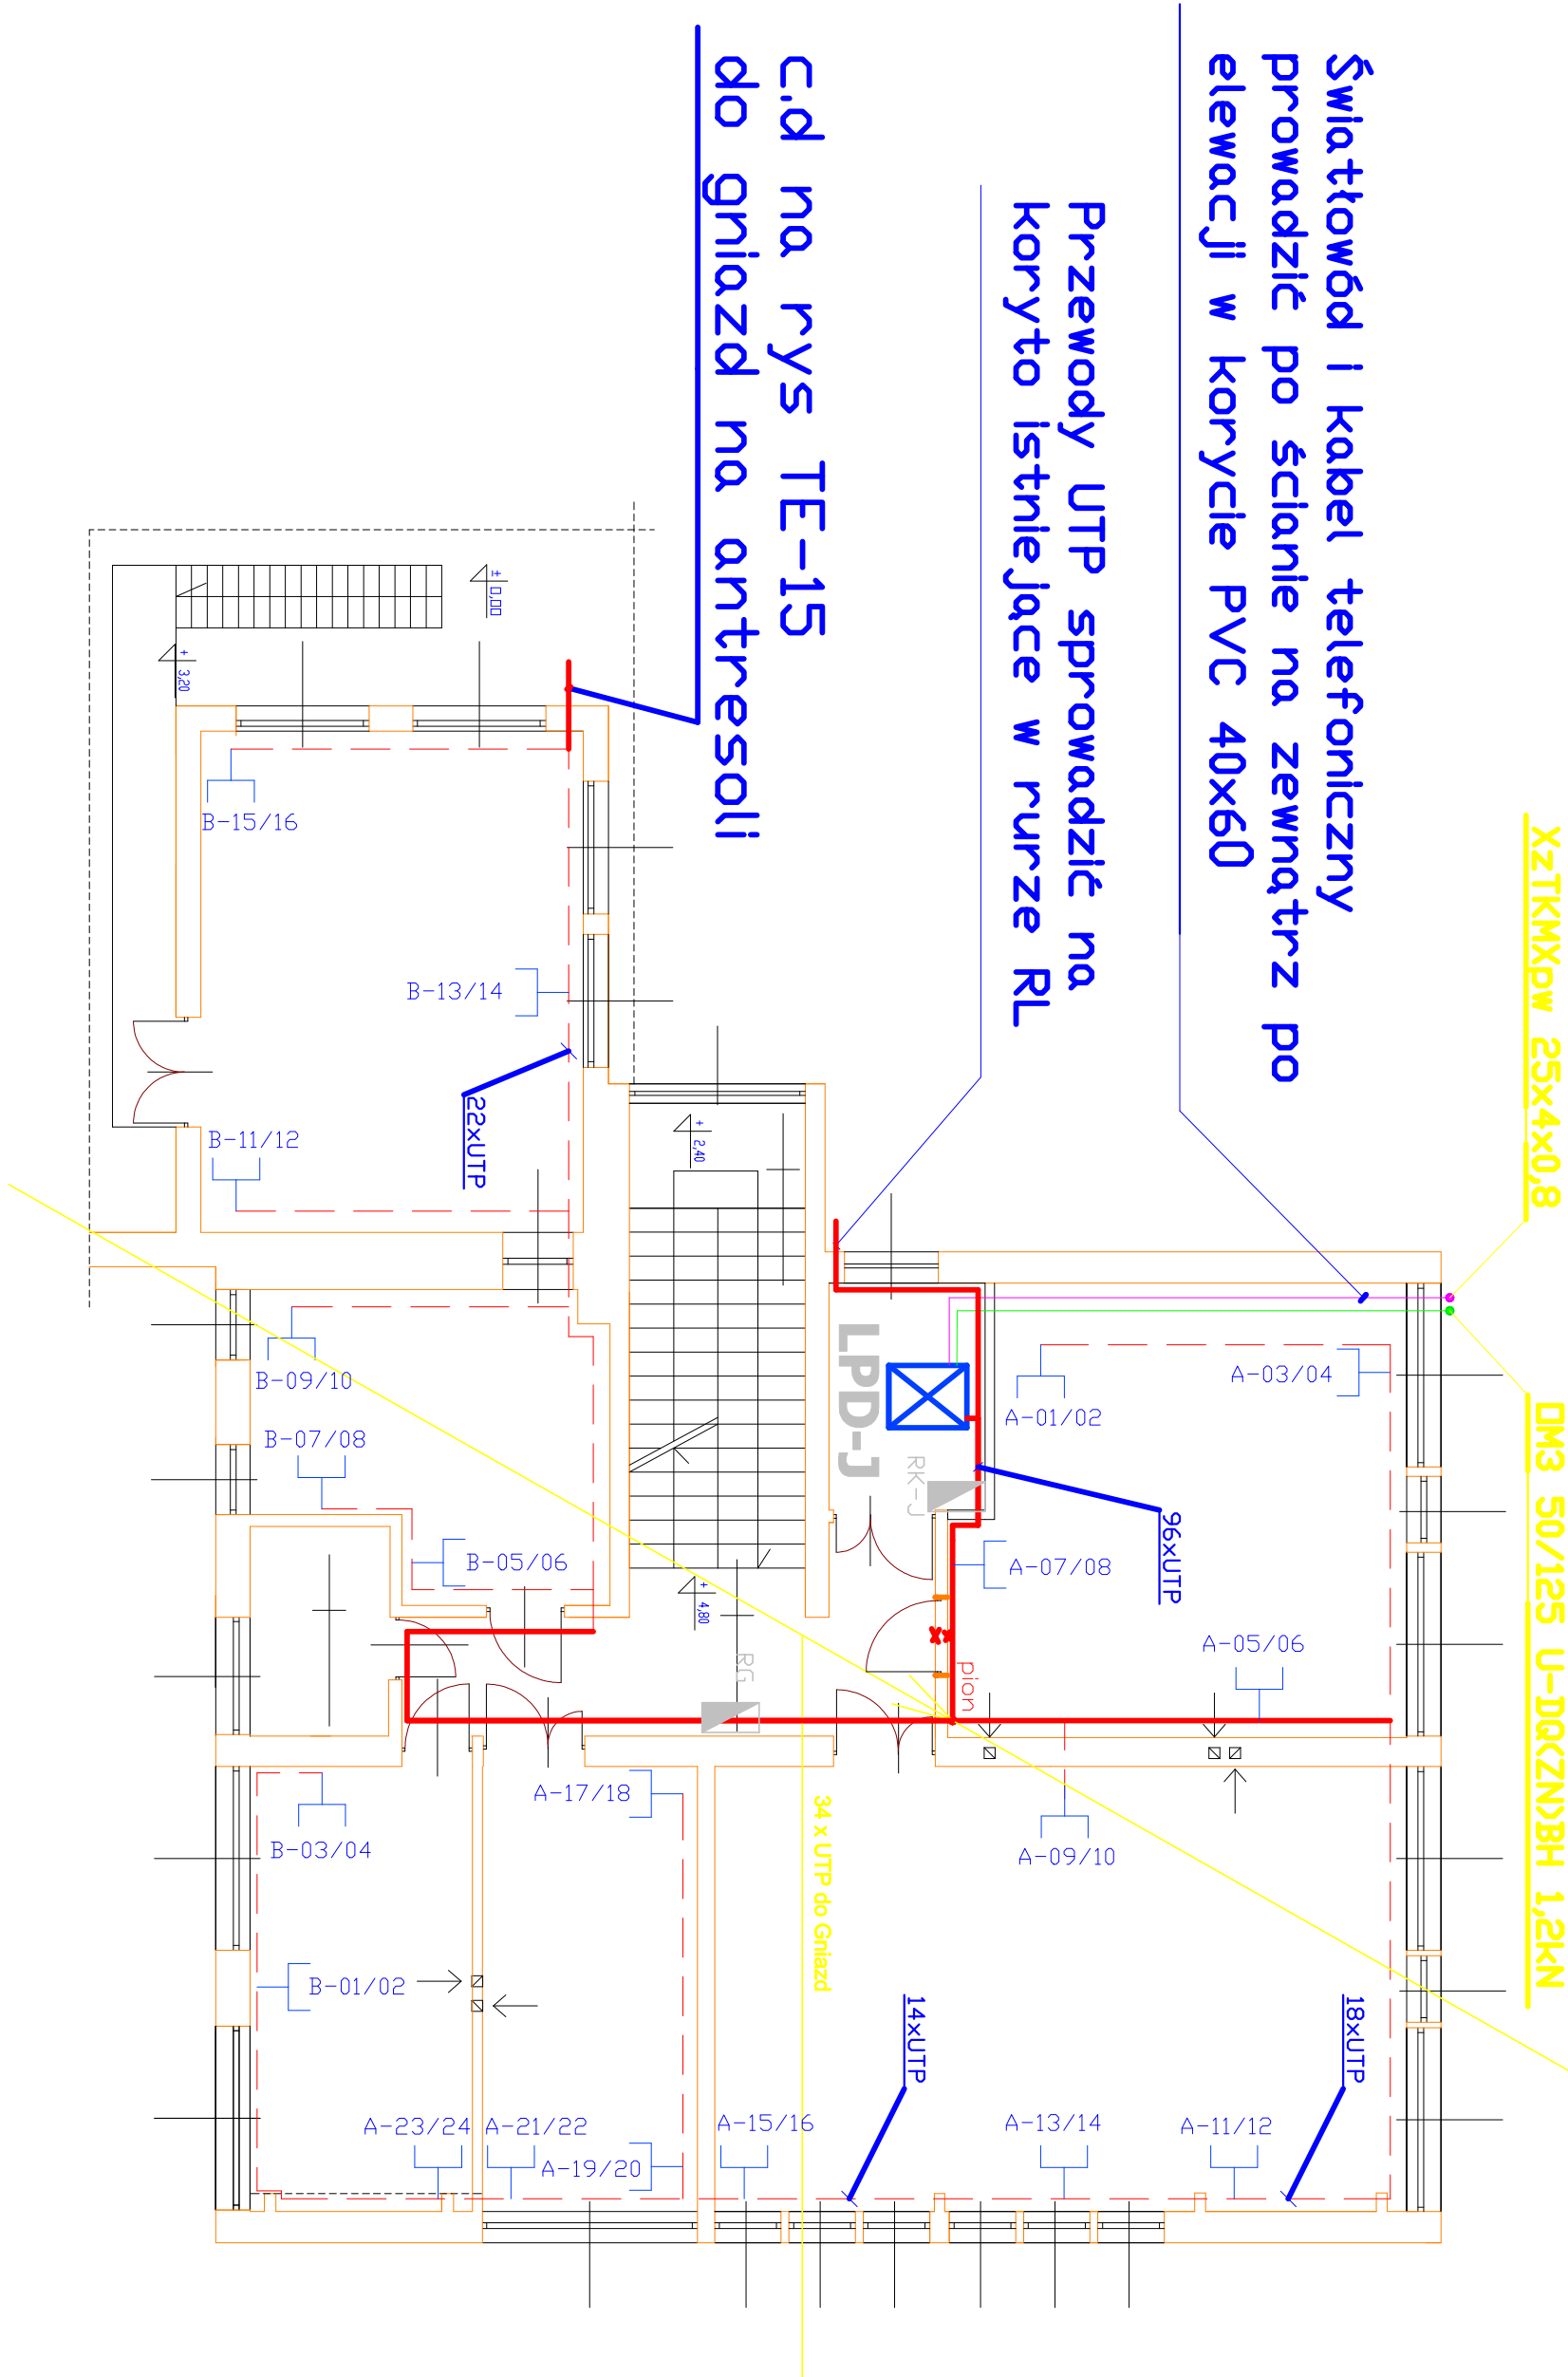 Światłowód i kabel telefoniczny
prowadzić po ścianie na zewnątrz po
elewacji w korycie PVC 40x60
Przewody UTP sprowadzić na
koryto istniejące w rurze RL
c.d na rys TE-15
do gniazd na antresoli
XzTKMXpw 25x4x0,8
DM3 50/125 U-DQ(ZN)BH 1,2kN
± 0,00
+ 3,20
B-15/16
B-13/14
22xUTP
B-11/12
+ 2,40
B-09/10
B-07/08
B-05/06
LPD-J
RK-J
A-01/02
A-03/04
96xUTP
A-07/08
A-05/06
+ 4,80
RG
pion
A-17/18
34 x UTP do Gniazd
A-09/10
B-03/04
B-01/02
14xUTP
18xUTP
A-23/24
A-21/22
A-19/20
A-15/16
A-13/14
A-11/12